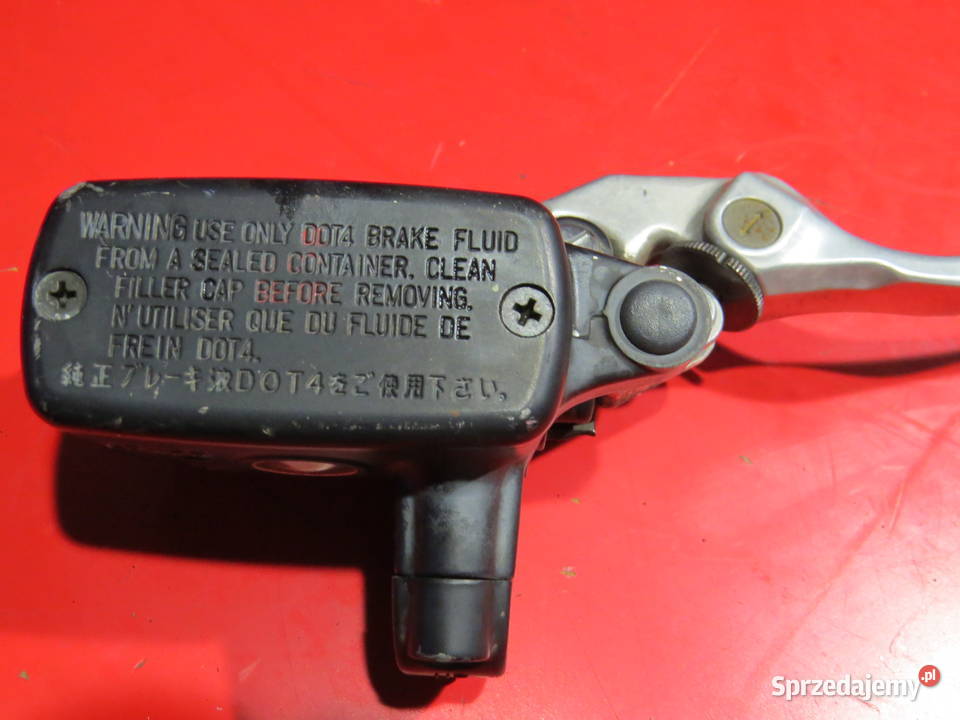 WARNING USE ONLY DOT4 BRAKE FLUID
FROM A SEALED CONTAINER. CLEAN
FILLER CAP BEFORE REMOVING.
N'UTILISER QUE DU FLUIDE DE
FREIN DOT4.
純正ブレーキ液DOT4をご使用下さい。
Sprzedajemy.pl